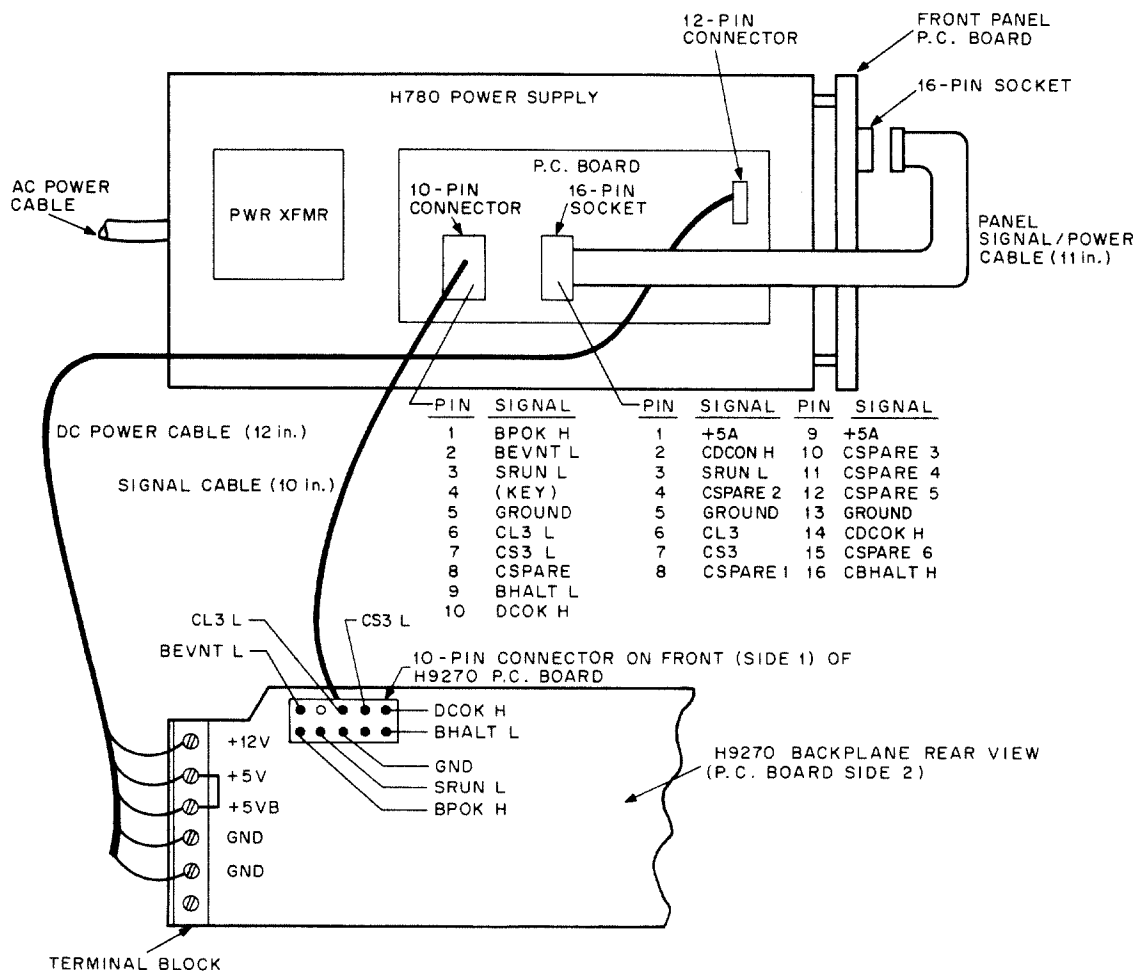 12-PIN
CONNECTOR
FRONT PANEL
P.C. BOARD
H780 POWER SUPPLY
16-PIN SOCKET
P.C. BOARD
10-PIN
CONNECTOR
16-PIN
SOCKET
AC POWER
CABLE
PWR XFMR
PANEL
SIGNAL/POWER
CABLE (11 in.)
PIN SIGNAL PIN SIGNAL PIN SIGNAL
1 BPOK H 1 +5A 9 +5A
2 BEVNT L 2 CDCON H 10 CSPARE 3
3 SRUN L 3 SRUN L 11 CSPARE 4
4 (KEY) 4 CSPARE 2 12 CSPARE 5
5 GROUND 5 GROUND 13 GROUND
6 CL3 L 6 CL3 14 CDCOK H
7 CS3 L 7 CS3 15 CSPARE 6
8 CSPARE 8 CSPARE 1 16 CBHALT H
9 BHALT L
10 DCOK H
DC POWER CABLE (12 in.)
SIGNAL CABLE (10 in.)
CL3 L
CS3 L
BEVNT L
10-PIN CONNECTOR ON FRONT (SIDE 1) OF
H9270 P.C. BOARD
DCOK H
BHALT L
GND
SRUN L
BPOK H
+12V
+5V
+5VB
GND
GND
H9270 BACKPLANE REAR VIEW
(P.C. BOARD SIDE 2)
TERMINAL BLOCK